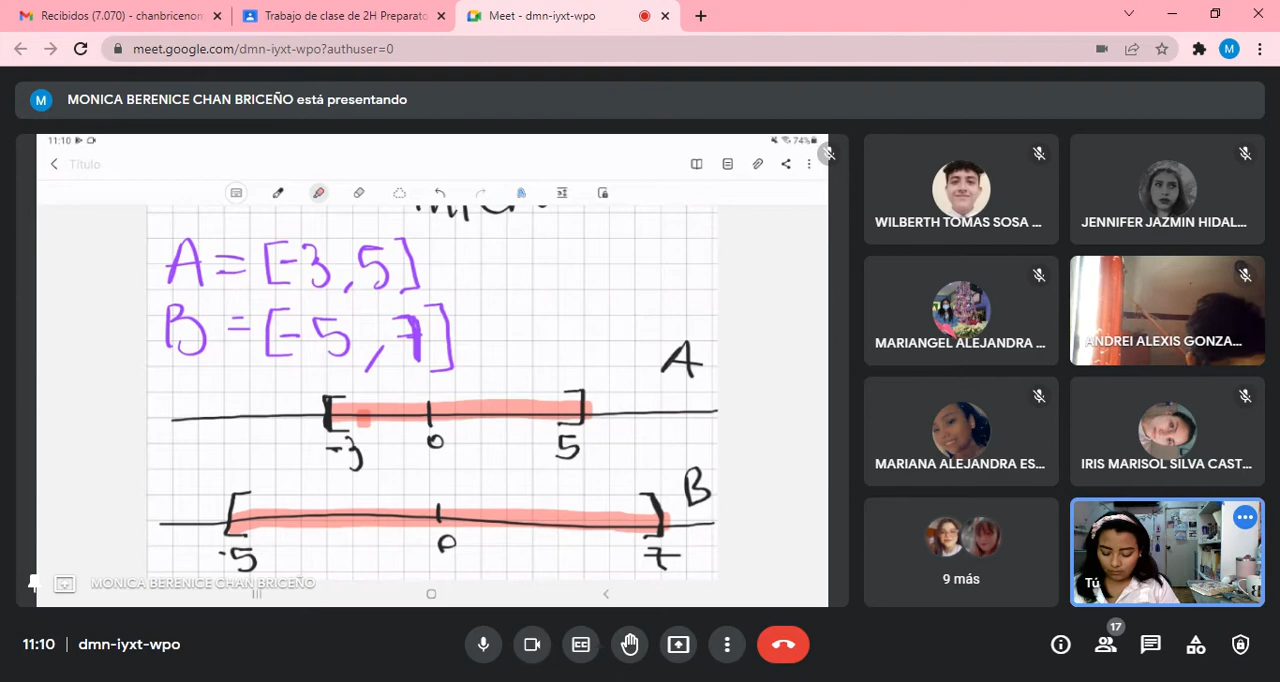 Recibidos (7.070) - chanbricenom
Trabajo de clase de 2H Preparato
Meet - dmn-iyxt-wpo
meet.google.com/dmn-iyxt-wpo?authuser=0
M
M MONICA BERENICE CHAN BRICEÑO está presentando
11:10
74%
Título
A = [-3, 5]
B = [-5, 7]
A
-3 0 5
B
-5 0 7
MONICA BERENICE CHAN BRICEÑO
WILBERTH TOMAS SOSA ...
JENNIFER JAZMIN HIDAL...
MARIANGEL ALEJANDRA ...
ANDREI ALEXIS GONZA...
MARIANA ALEJANDRA ES...
IRIS MARISOL SILVA CAST...
9 más
Tú
11:10 | dmn-iyxt-wpo
17